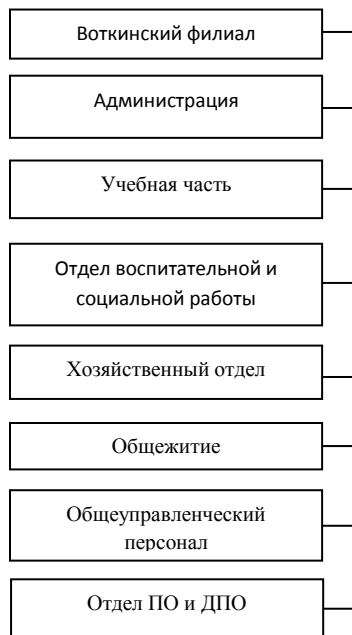 Воткинский филиал
Администрация
Учебная часть
Отдел воспитательной и
социальной работы
Хозяйственный отдел
Общежитие
Общеуправленческий
персонал
Отдел ПО и ДПО